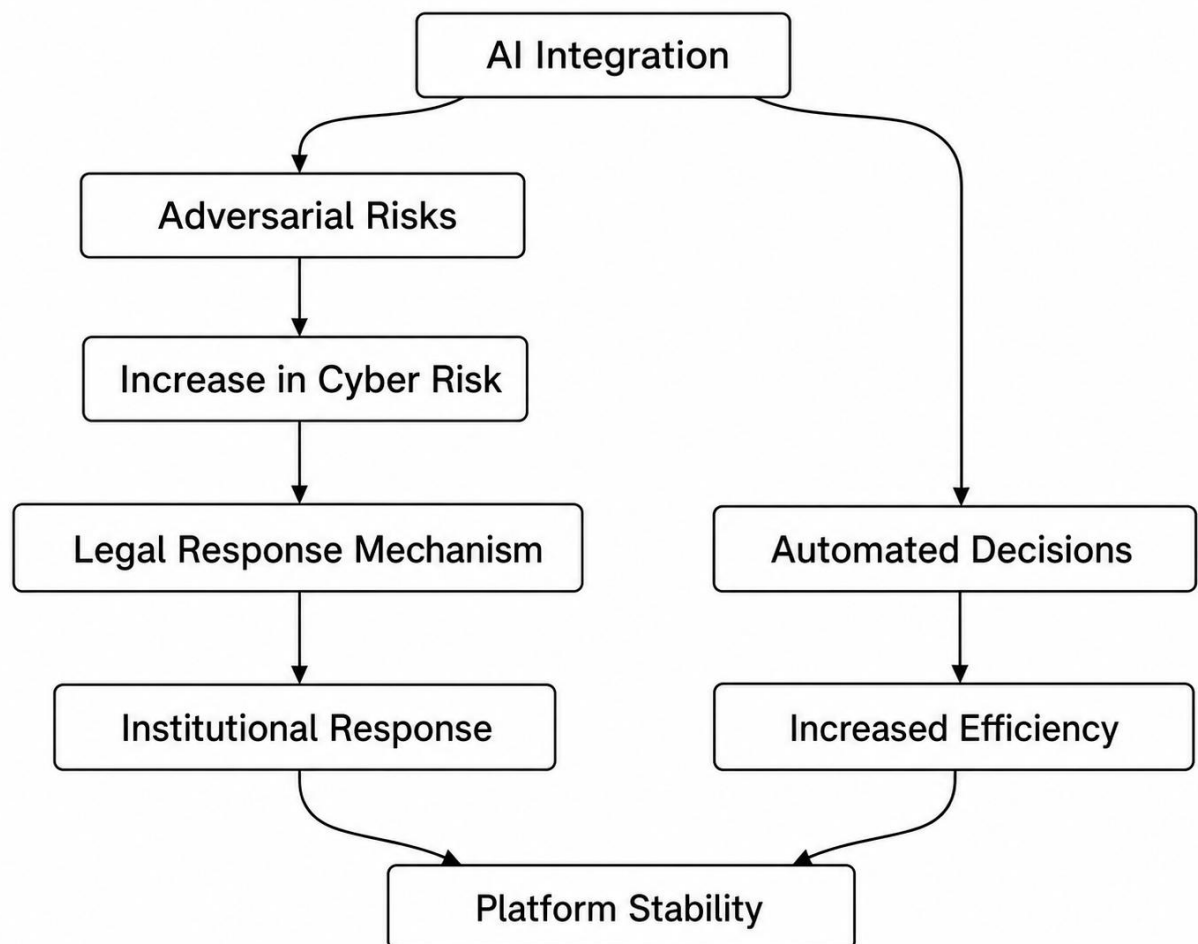 AI Integration
Adversarial Risks
Increase in Cyber Risk
Legal Response Mechanism
Automated Decisions
Institutional Response
Increased Efficiency
Platform Stability